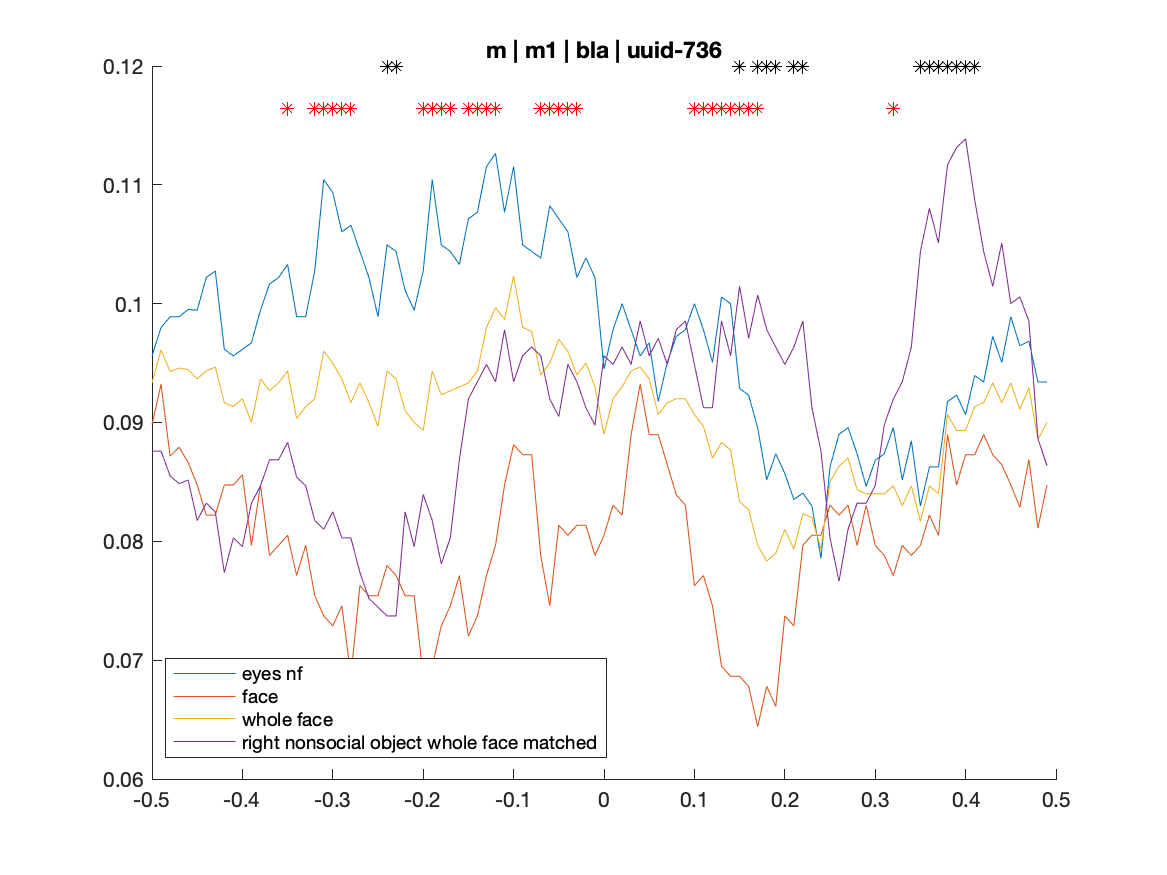 m | m1 | bla | uuid-736
0.12
0.11
0.1
0.09
0.08
0.07
0.06
eyes nf
face
whole face
right nonsocial object whole face matched
-0.5 -0.4 -0.3 -0.2 -0.1 0 0.1 0.2 0.3 0.4 0.5